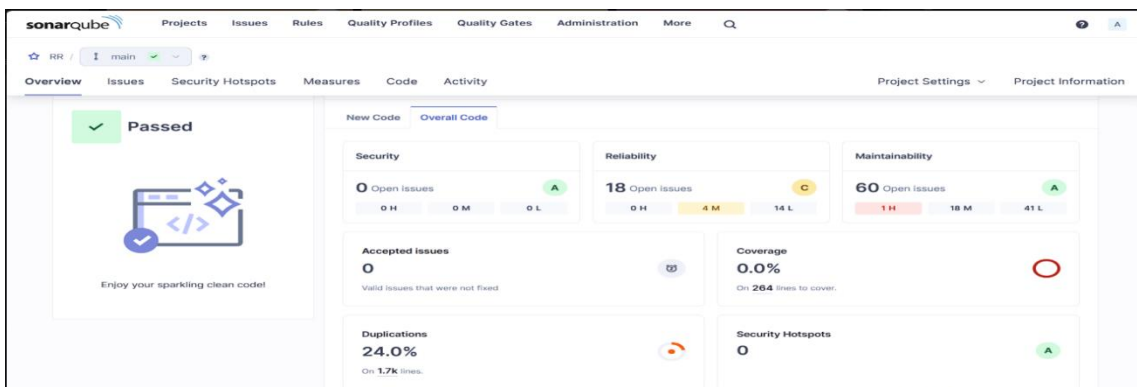 sonarqube Projects Issues Rules Quality Profiles Quality Gates Administration More ? A
RR / main ?
Overview Issues Security Hotspots Measures Code Activity Project Settings Project Information
Passed
</>
Enjoy your sparkling clean code!
New Code Overall Code
Security
0 Open issues A
0 H 0 M 0 L
Reliability
18 Open issues C
0 H 4 M 14 L
Maintainability
60 Open issues A
1 H 18 M 41 L
Accepted issues
0
Valid issues that were not fixed
Coverage
0.0%
On 264 lines to cover.
Duplications
24.0%
On 1.7k lines.
Security Hotspots
0 A